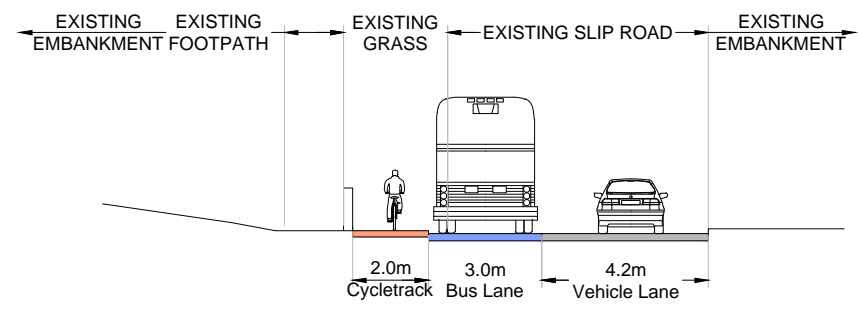 EXISTING
EMBANKMENT
EXISTING
FOOTPATH
EXISTING
GRASS
EXISTING SLIP ROAD
EXISTING
EMBANKMENT
2.0m
Cycletrack
3.0m
Bus Lane
4.2m
Vehicle Lane